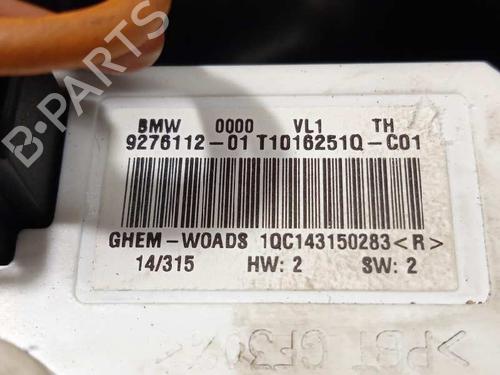 BMW 0000 VL1 TH
9276112-01 T1016251Q-C01
GHEM-WOADS 1QC143150283<R>
14/315 HW: 2 SW: 2
>PBT GF30<
B-PARTS